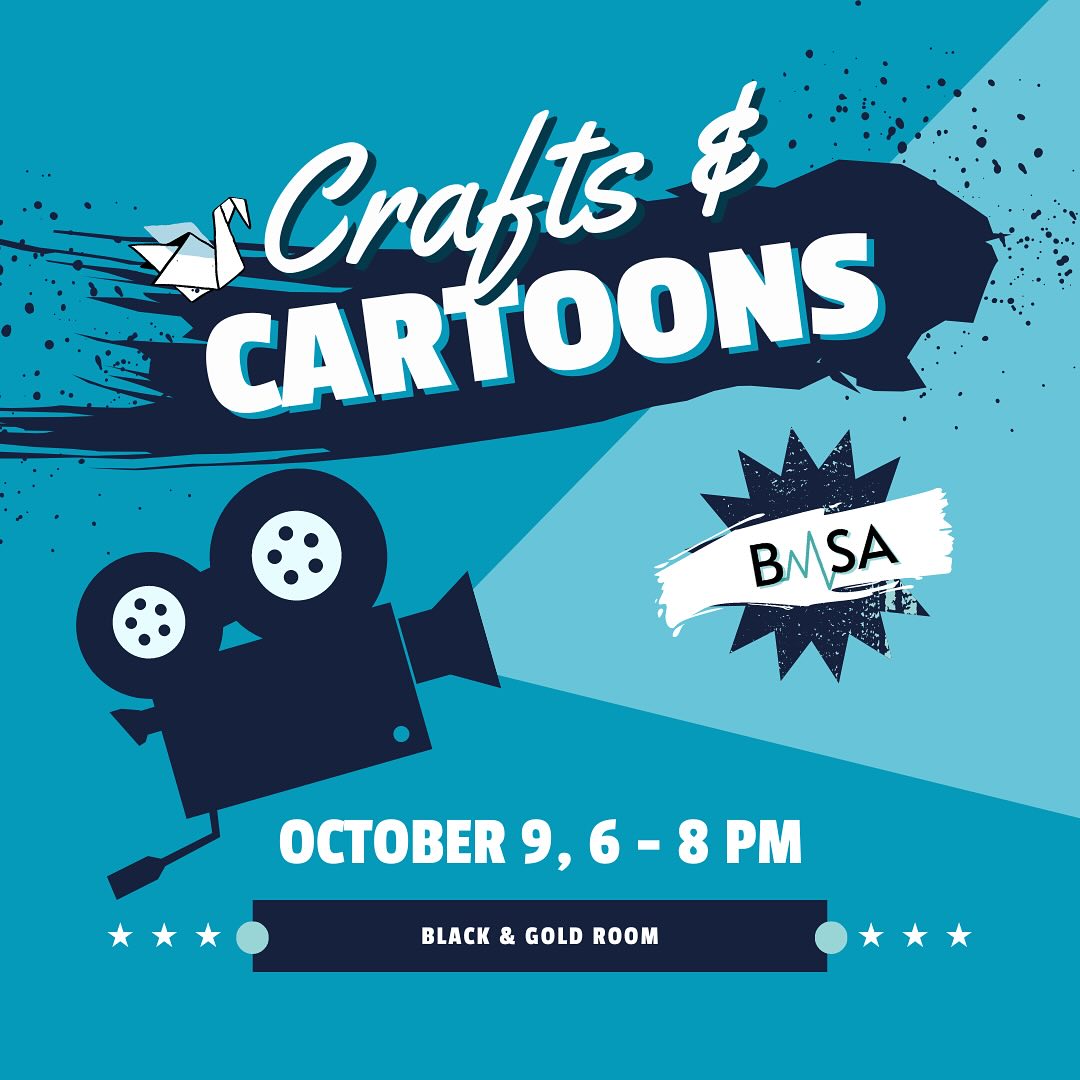 Crafts &
CARTOONS
BMSA
OCTOBER 9, 6 – 8 PM
BLACK & GOLD ROOM